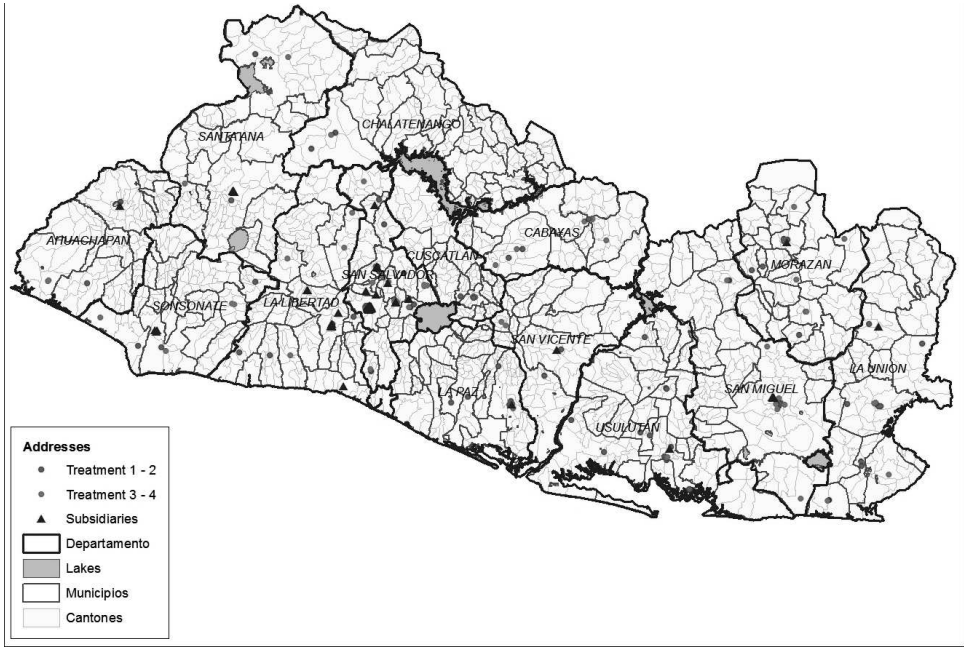 CHALATENANGO
SANTA ANA
CABAÑAS
AHUACHAPAN
CUSCATLAN
MORAZAN
SAN SALVADOR
SONSONATE
LA LIBERTAD
SAN VICENTE
LA UNION
SAN MIGUEL
LA PAZ
USULUTAN
Addresses
Treatment 1 - 2
Treatment 3 - 4
Subsidiaries
Departamento
Lakes
Municipios
Cantones